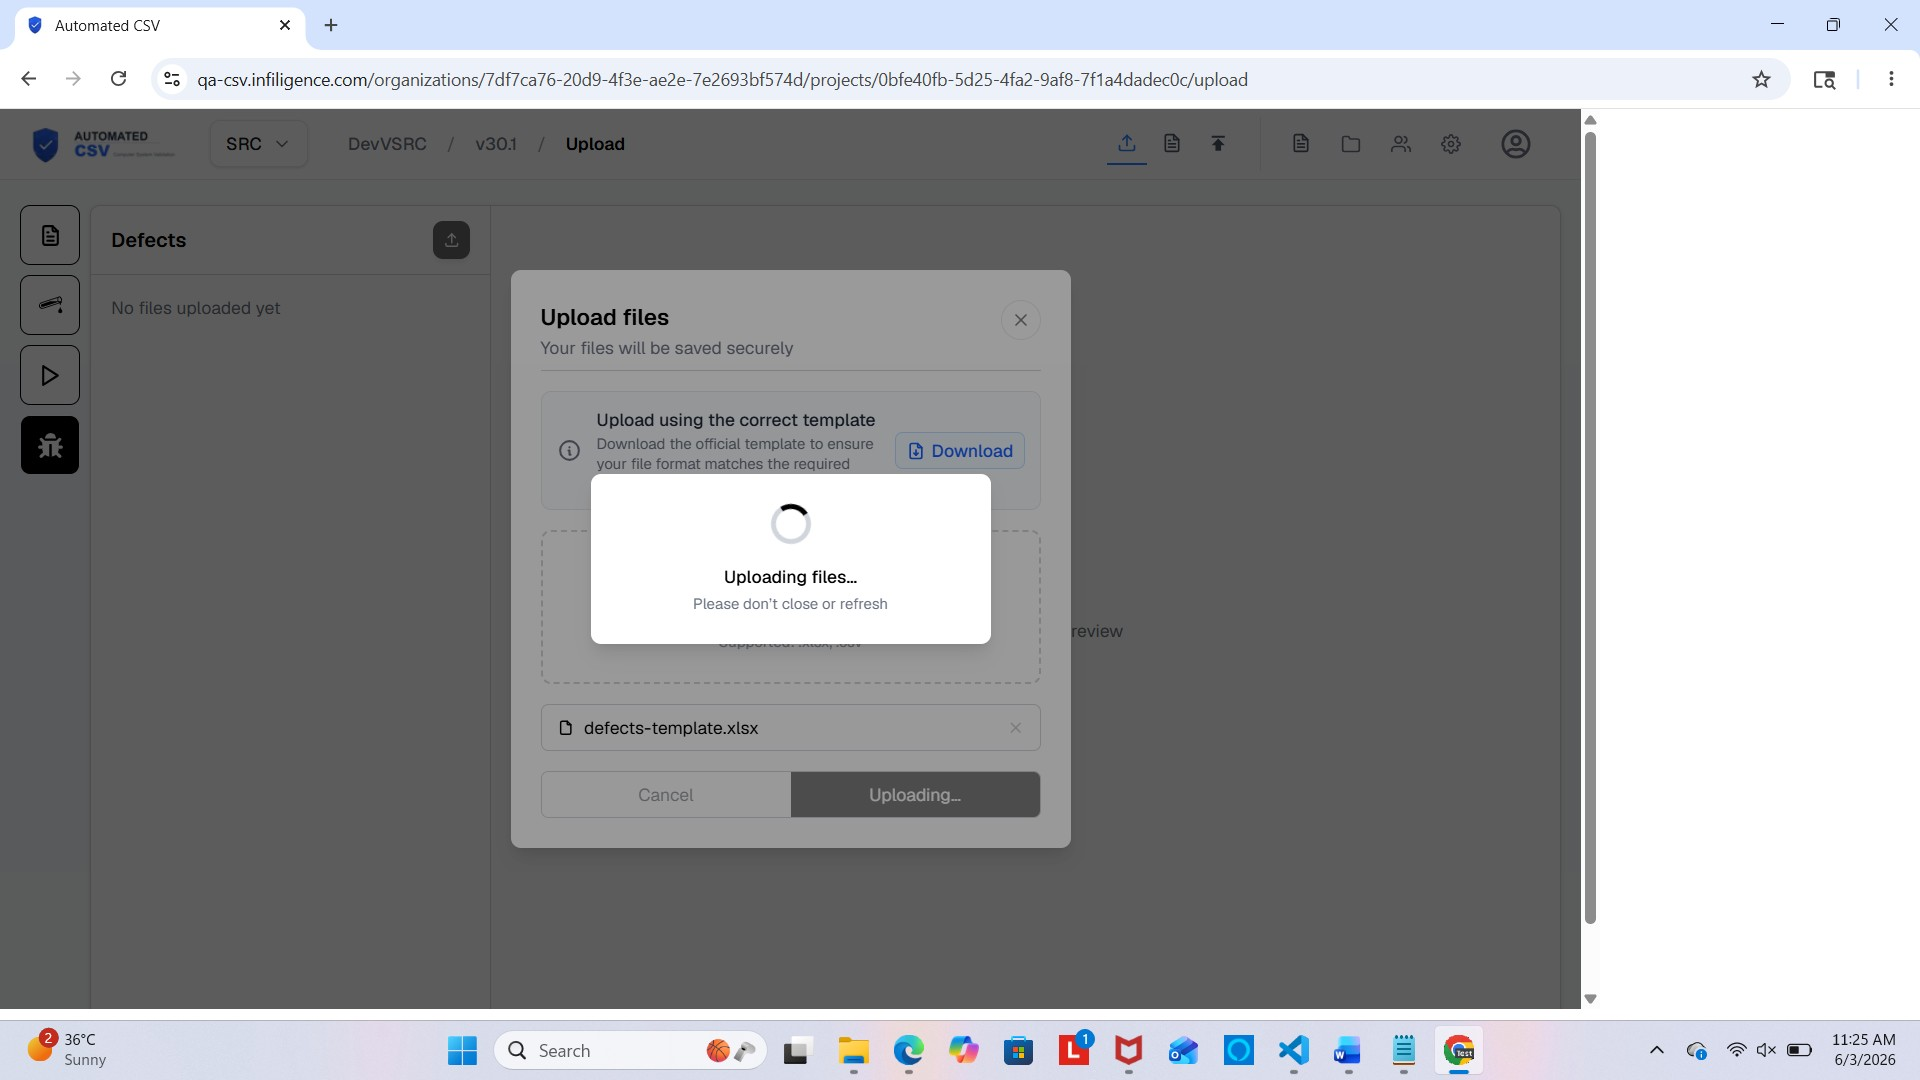 Automated CSV
qa-csv.infiligence.com/organizations/7df7ca76-20d9-4f3e-ae2e-7e2693bf574d/projects/0bfe40fb-5d25-4fa2-9af8-7f1a4dadec0c/upload
AUTOMATED
CSV
SRC
DevVSRC / v30.1 / Upload
Defects
No files uploaded yet
Upload files
Your files will be saved securely
Upload using the correct template
Download the official template to ensure
your file format matches the required
Download
Uploading files...
Please don't close or refresh
review
defects-template.xlsx
Cancel
Uploading...
2
36°C
Sunny
Search
L
1
W
Test
11:25 AM
6/3/2026